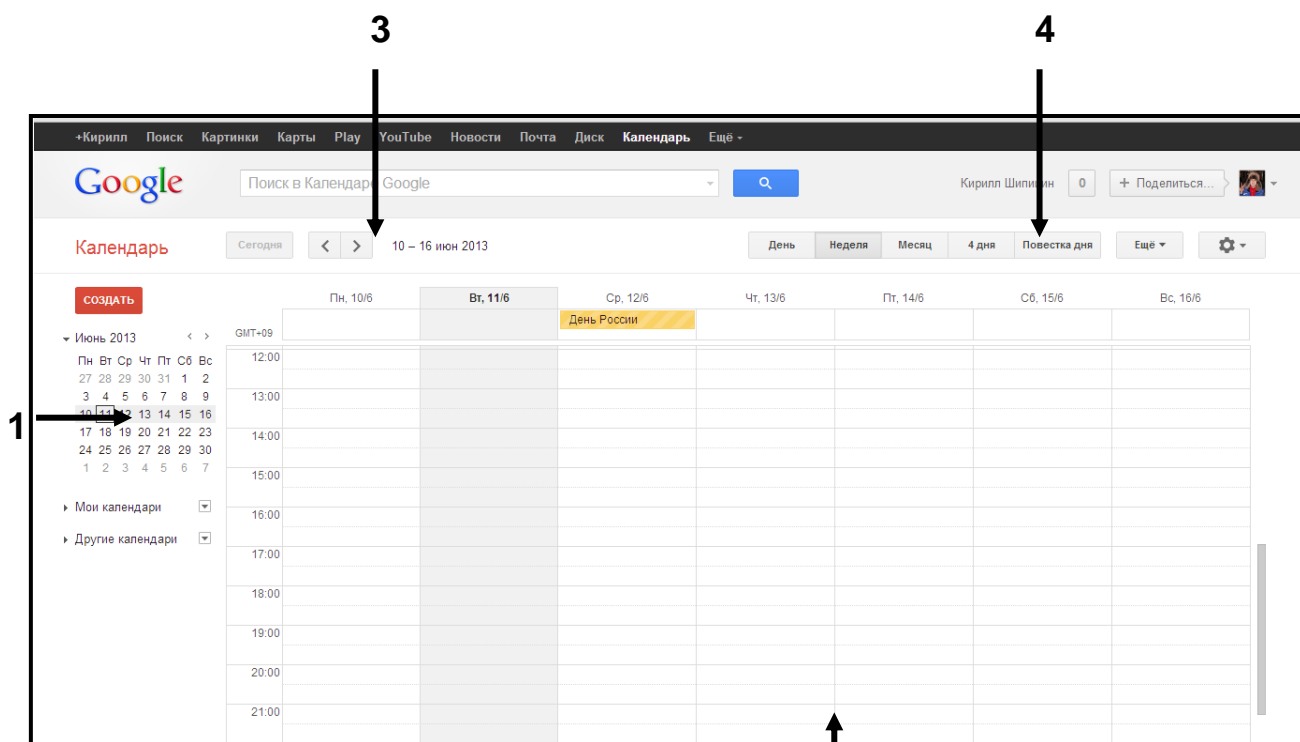 3 4
+Кирилл Поиск Картинки Карты Play YouTube Новости Почта Диск Календарь Ещё
Google Поиск в Календаре Google Кирилл Шипицин 0 + Поделиться...
Календарь Сегодня < > 10 – 16 июн 2013 День Неделя Месяц 4 дня Повестка дня Ещё
СОЗДАТЬ Пн, 10/6 Вт, 11/6 Ср, 12/6 Чт, 13/6 Пт, 14/6 Сб, 15/6 Вс, 16/6
День России
Июнь 2013 < > GMT+09
Пн Вт Ср Чт Пт Сб Вс 12:00
27 28 29 30 31 1 2
3 4 5 6 7 8 9 13:00
1 10 11 12 13 14 15 16
17 18 19 20 21 22 23 14:00
24 25 26 27 28 29 30
1 2 3 4 5 6 7 15:00
Мои календари 16:00
Другие календари
17:00
18:00
19:00
20:00
21:00